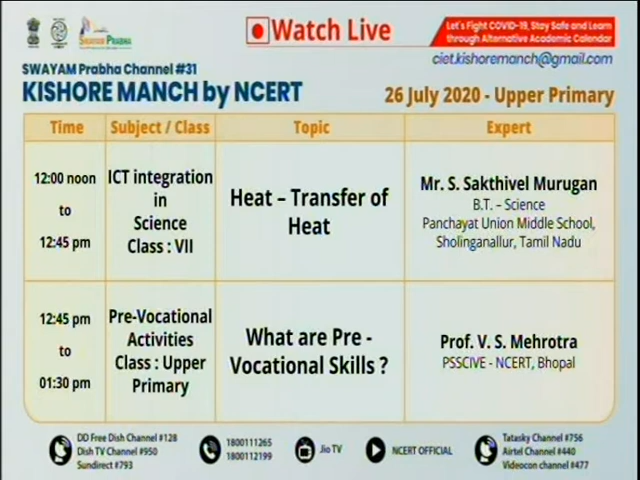 SWAYAM PRABHA
Watch Live
Let's Fight COVID-19, Stay Safe and Learn
through Alternative Academic Calendar
ciet.kishoremanch@gmail.com
SWAYAM Prabha Channel #31
KISHORE MANCH by NCERT
26 July 2020 - Upper Primary
Time
Subject / Class
Topic
Expert
12:00 noon
to
12:45 pm
ICT integration
in
Science
Class : VII
Heat – Transfer of
Heat
Mr. S. Sakthivel Murugan
B.T. – Science
Panchayat Union Middle School,
Sholinganallur, Tamil Nadu
12:45 pm
to
01:30 pm
Pre-Vocational
Activities
Class : Upper
Primary
What are Pre -
Vocational Skills ?
Prof. V. S. Mehrotra
PSSCIVE - NCERT, Bhopal
DD Free Dish Channel #128
Dish TV Channel #950
Sundirect #793
1800111265
1800112199
Jio TV
NCERT OFFICIAL
Tatasky Channel #756
Airtel Channel #440
Videocon channel #477